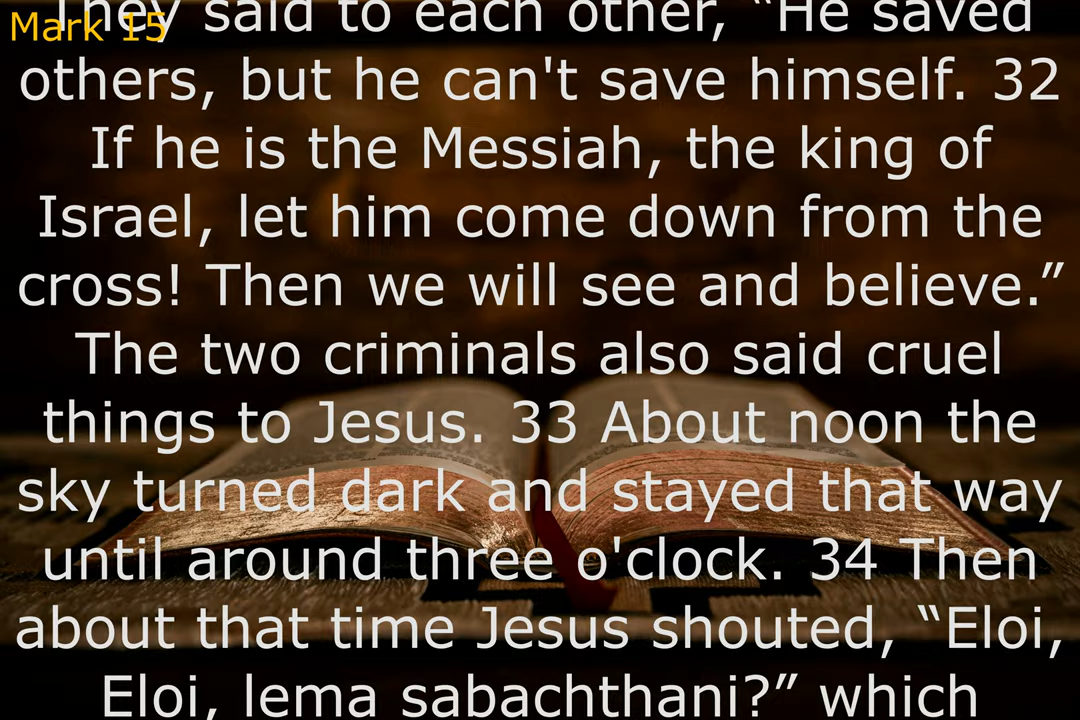 They said to each other, “He saved
Mark 15
others, but he can't save himself. 32
If he is the Messiah, the king of
Israel, let him come down from the
cross! Then we will see and believe.”
The two criminals also said cruel
things to Jesus. 33 About noon the
sky turned dark and stayed that way
until around three o'clock. 34 Then
about that time Jesus shouted, “Eloi,
Eloi, lema sabachthani?” which